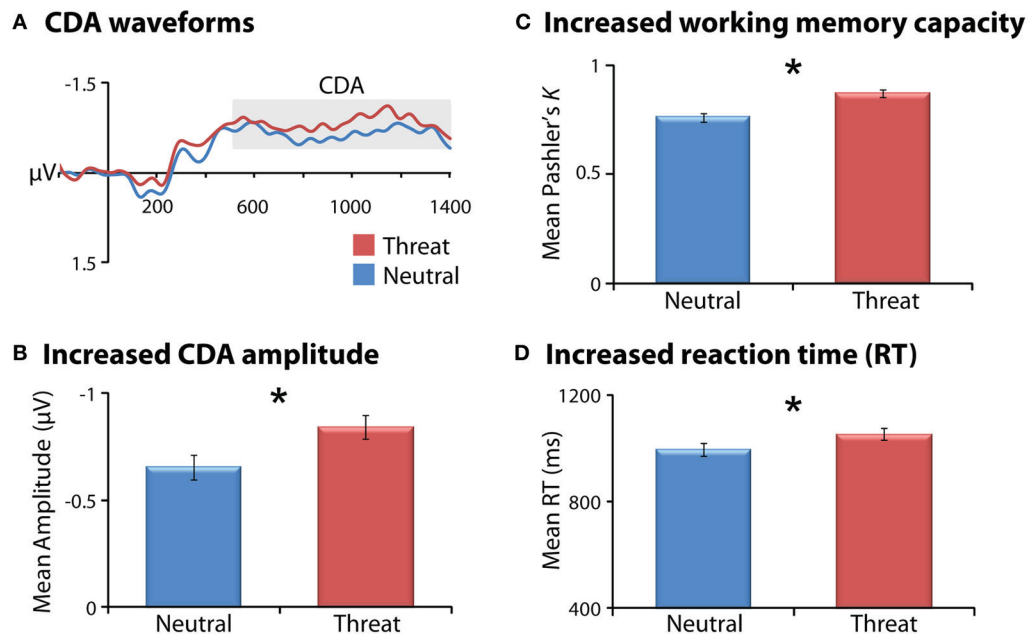 A CDA waveforms
-1.5
CDA
μV
200
600
1000
1400
Threat
Neutral
1.5
B Increased CDA amplitude
-1
*
Mean Amplitude (μV)
-0.5
0
Neutral
Threat
C Increased working memory capacity
1
*
Mean Pashler's K
0.5
0
Neutral
Threat
D Increased reaction time (RT)
1200
*
Mean RT (ms)
800
400
Neutral
Threat